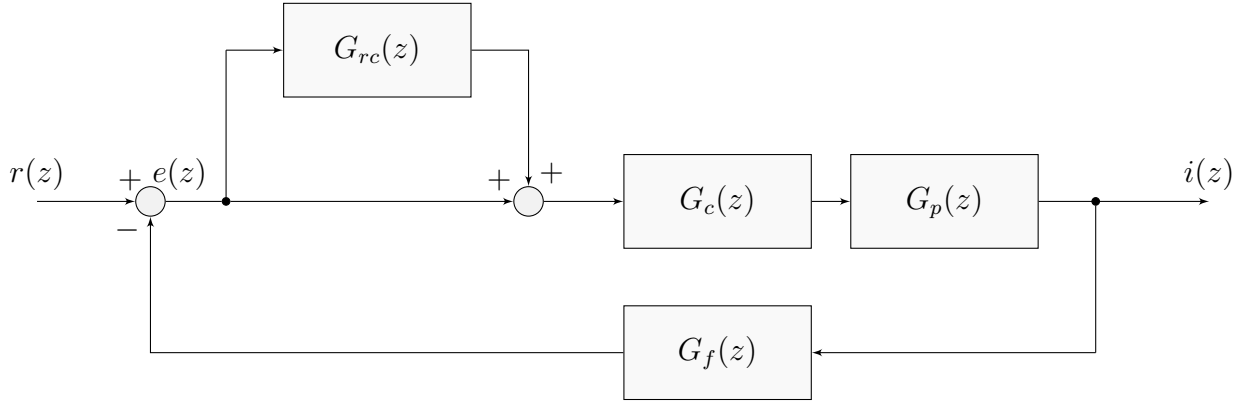 G_{rc}(z)
r(z)
+
e(z)
−
+
+
G_c(z)
G_p(z)
i(z)
G_f(z)